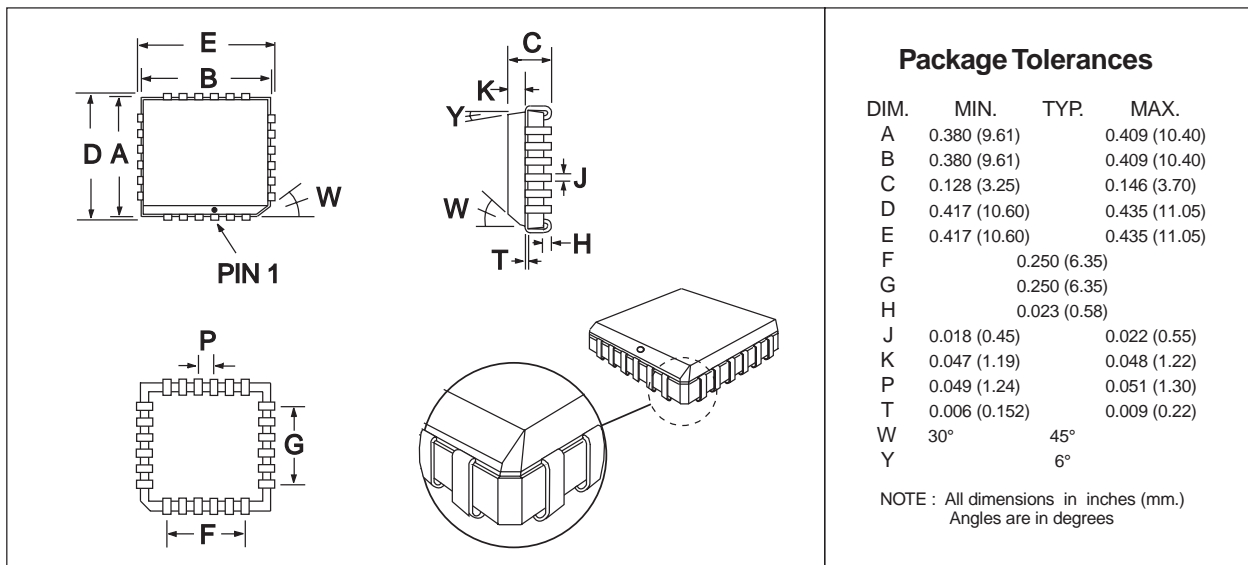 E
B
C
K
Y
D A
J
W
W
H
T
PIN 1
P
G
F
Package Tolerances
DIM. MIN. TYP. MAX.
A 0.380 (9.61) 0.409 (10.40)
B 0.380 (9.61) 0.409 (10.40)
C 0.128 (3.25) 0.146 (3.70)
D 0.417 (10.60) 0.435 (11.05)
E 0.417 (10.60) 0.435 (11.05)
F 0.250 (6.35)
G 0.250 (6.35)
H 0.023 (0.58)
J 0.018 (0.45) 0.022 (0.55)
K 0.047 (1.19) 0.048 (1.22)
P 0.049 (1.24) 0.051 (1.30)
T 0.006 (0.152) 0.009 (0.22)
W 30° 45°
Y 6°
NOTE : All dimensions in inches (mm.)
Angles are in degrees